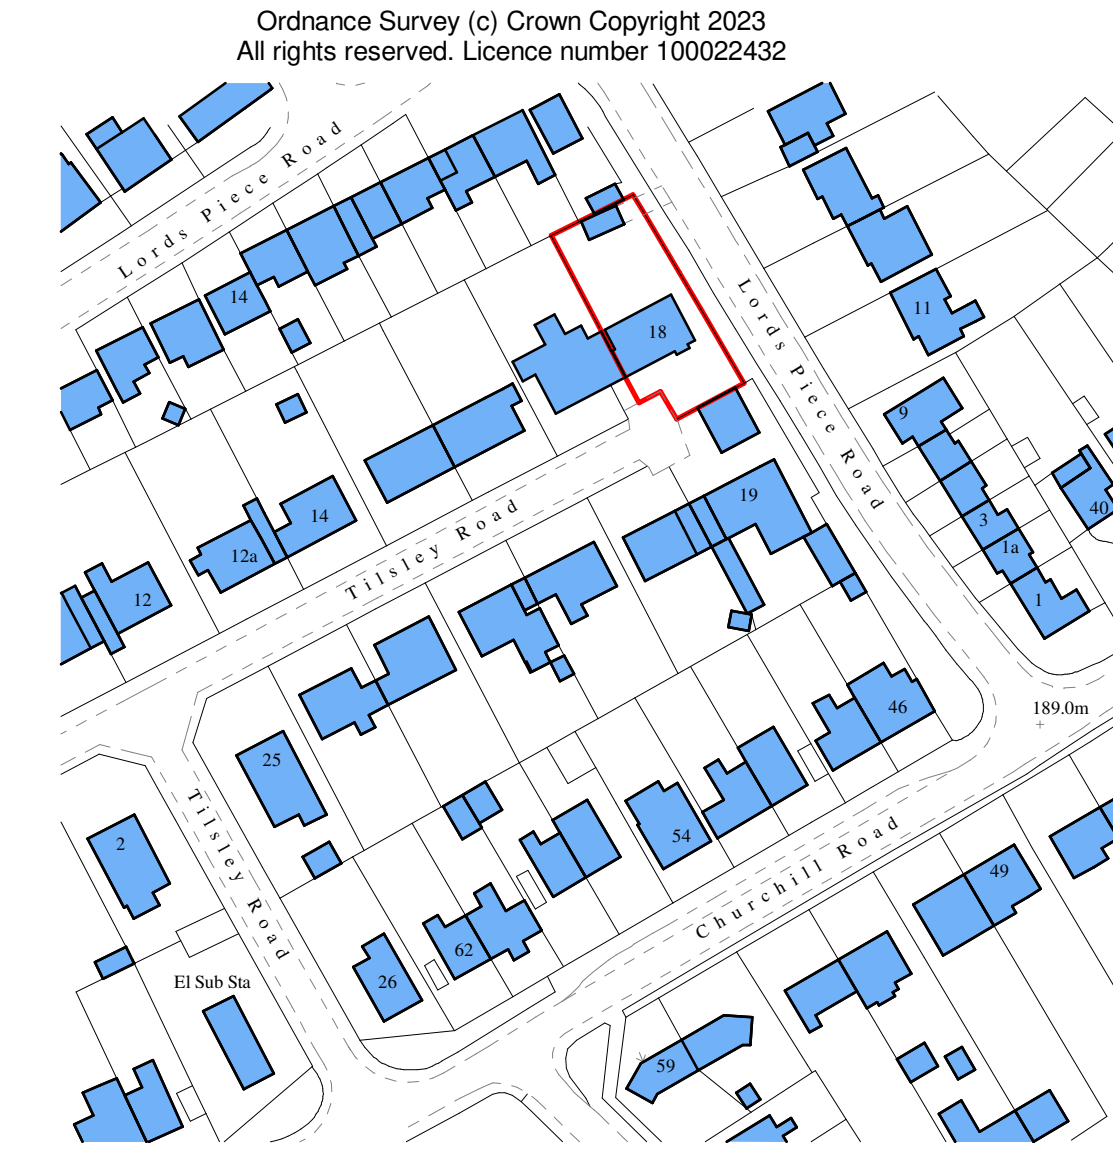 Ordnance Survey (c) Crown Copyright 2023
All rights reserved. Licence number 100022432
Lords Piece Road
14
18
11
Lords Piece Road
9
19
40
3
14
Tilsley Road
12a
1a
12
1
46
189.0m
25
2
54
Tilsley Road
Churchill Road
49
62
26
El Sub Sta
59